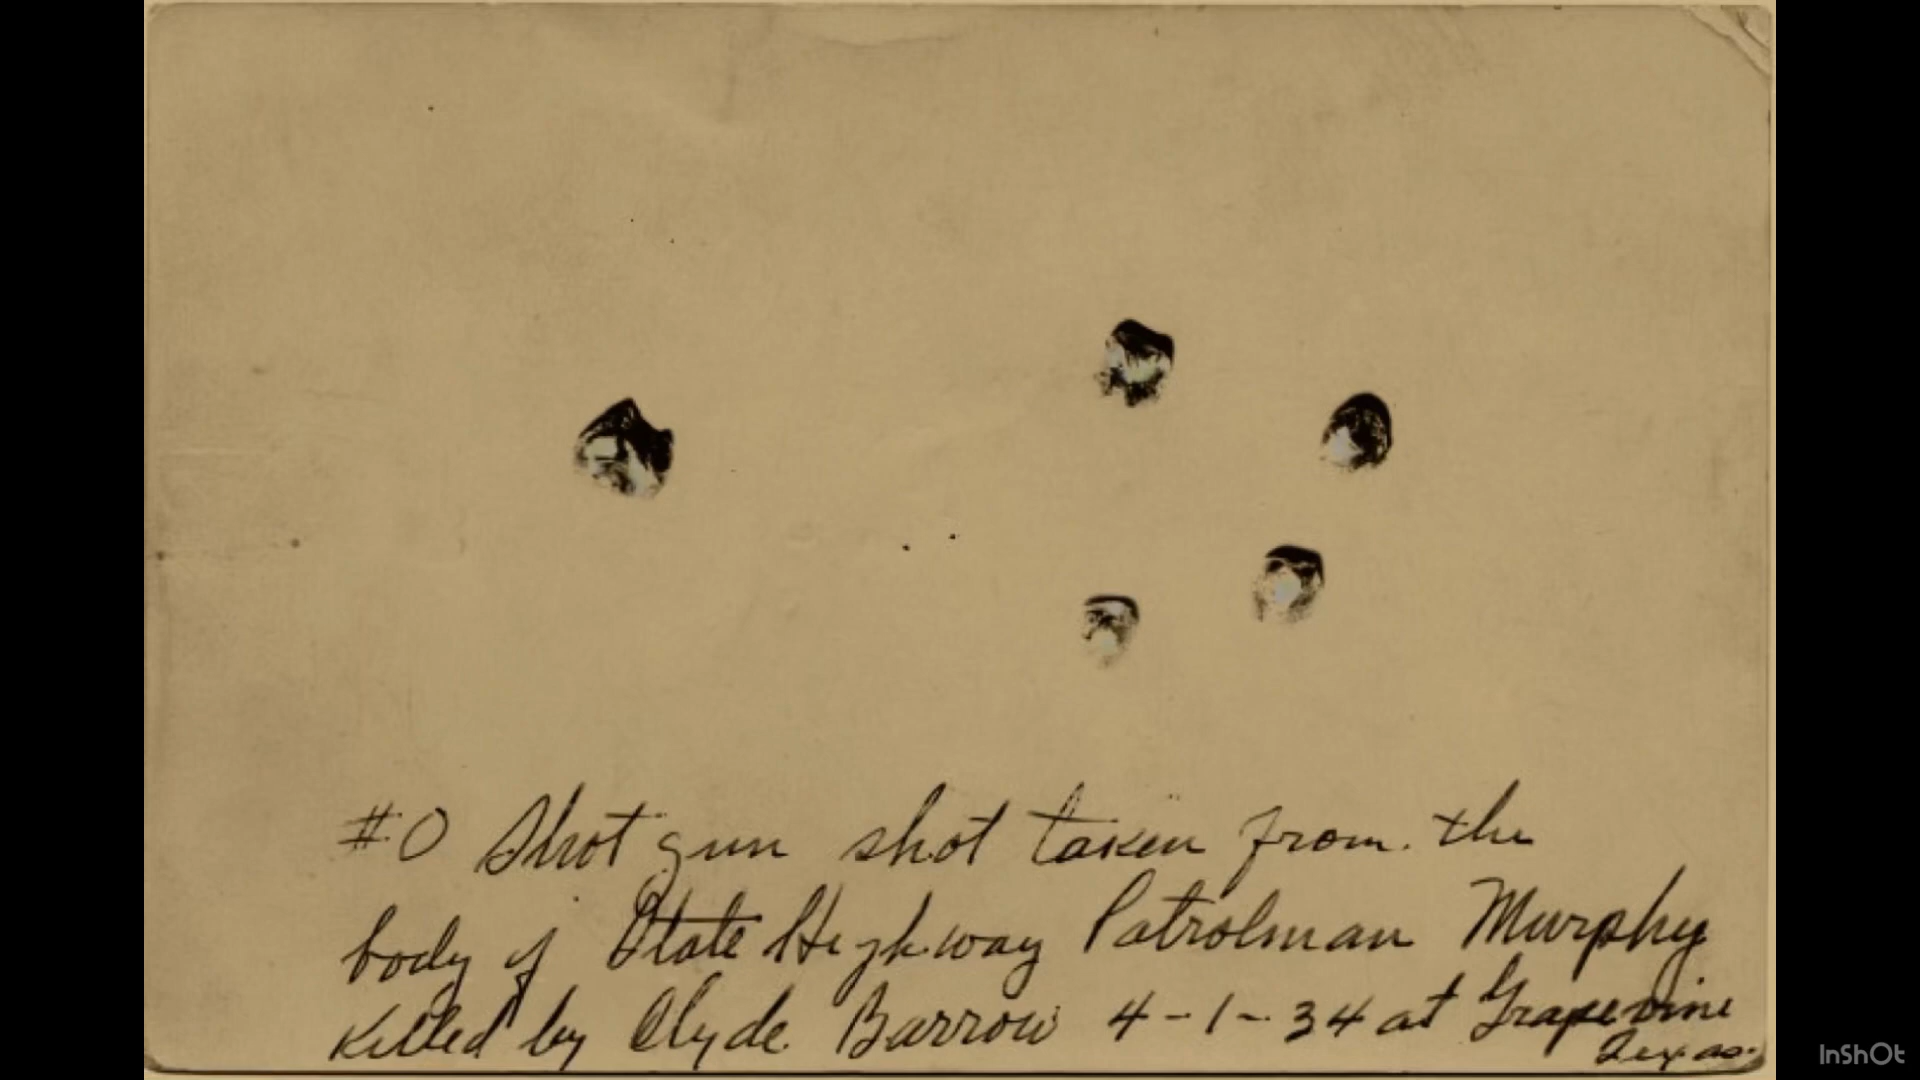 #0 Shot gun shot taken from the
body of State Highway Patrolman Murphy
Killed by Clyde Barrow 4-1-34 at Grapevine
Texas.
InShOt